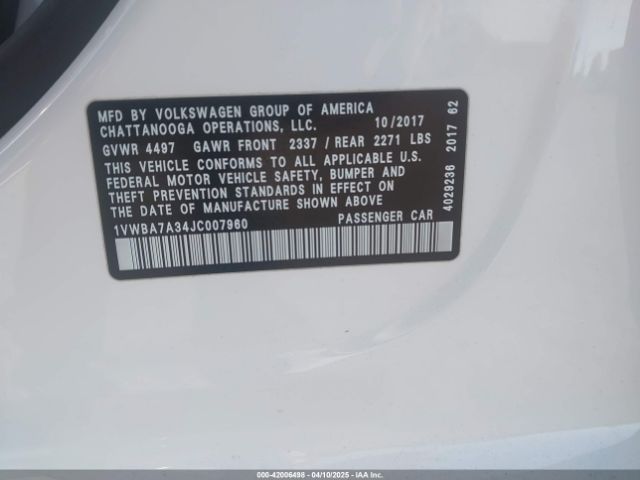 MFD BY VOLKSWAGEN GROUP OF AMERICA
CHATTANOOGA OPERATIONS, LLC. 10/2017
GVWR 4497 GAWR FRONT 2337 / REAR 2271 LBS
THIS VEHICLE CONFORMS TO ALL APPLICABLE U.S.
FEDERAL MOTOR VEHICLE SAFETY, BUMPER AND
THEFT PREVENTION STANDARDS IN EFFECT ON
THE DATE OF MANUFACTURE SHOWN ABOVE
1VWBA7A34JC007960 PASSENGER CAR
4029236 2017 62
000-42006498 - 04/10/2025 - IAA Inc.